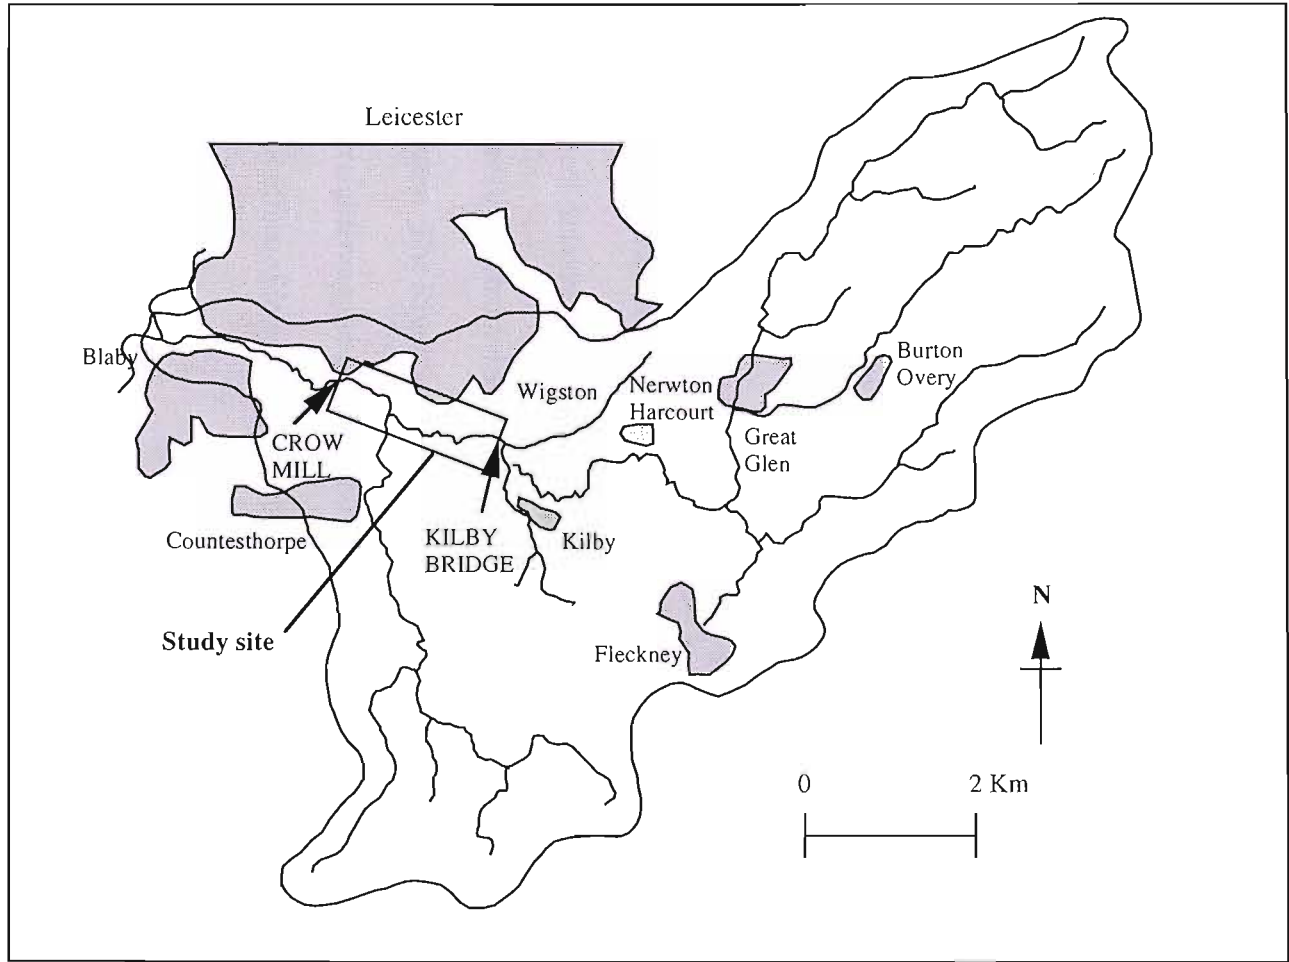 Leicester
Blaby
Wigston
Nerwton
Harcourt
Burton
Overy
Great
Glen
CROW
MILL
Countesthorpe
KILBY
BRIDGE
Kilby
Study site
Fleckney
N
0 2 Km